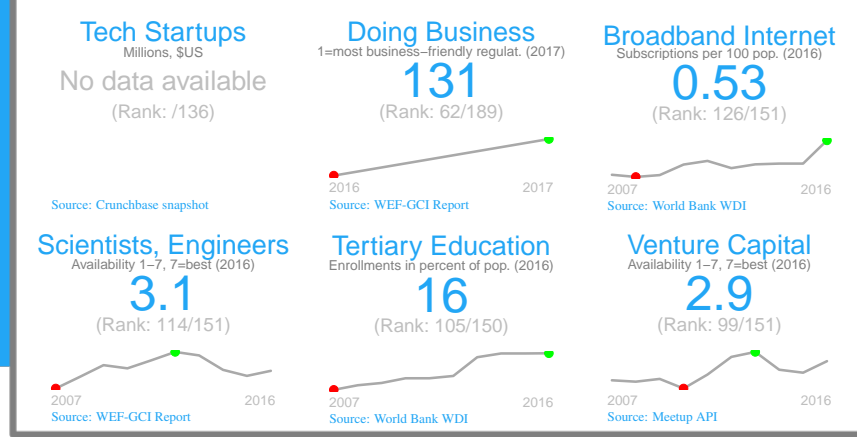 Tech Startups
Millions, $US
No data available
(Rank: /136)
Source: Crunchbase snapshot
Doing Business
1=most business−friendly regulat. (2017)
131
(Rank: 62/189)
2016 2017
Source: WEF-GCI Report
Broadband Internet
Subscriptions per 100 pop. (2016)
0.53
(Rank: 126/151)
2007 2016
Source: World Bank WDI
Scientists, Engineers
Availability 1−7, 7=best (2016)
3.1
(Rank: 114/151)
2007 2016
Source: WEF-GCI Report
Tertiary Education
Enrollments in percent of pop. (2016)
16
(Rank: 105/150)
2007 2016
Source: World Bank WDI
Venture Capital
Availability 1−7, 7=best (2016)
2.9
(Rank: 99/151)
2007 2016
Source: Meetup API